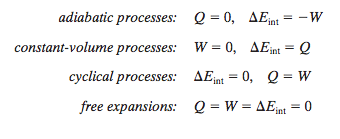 adiabatic processes: Q = 0, ΔE_int = −W
constant-volume processes: W = 0, ΔE_int = Q
cyclical processes: ΔE_int = 0, Q = W
free expansions: Q = W = ΔE_int = 0